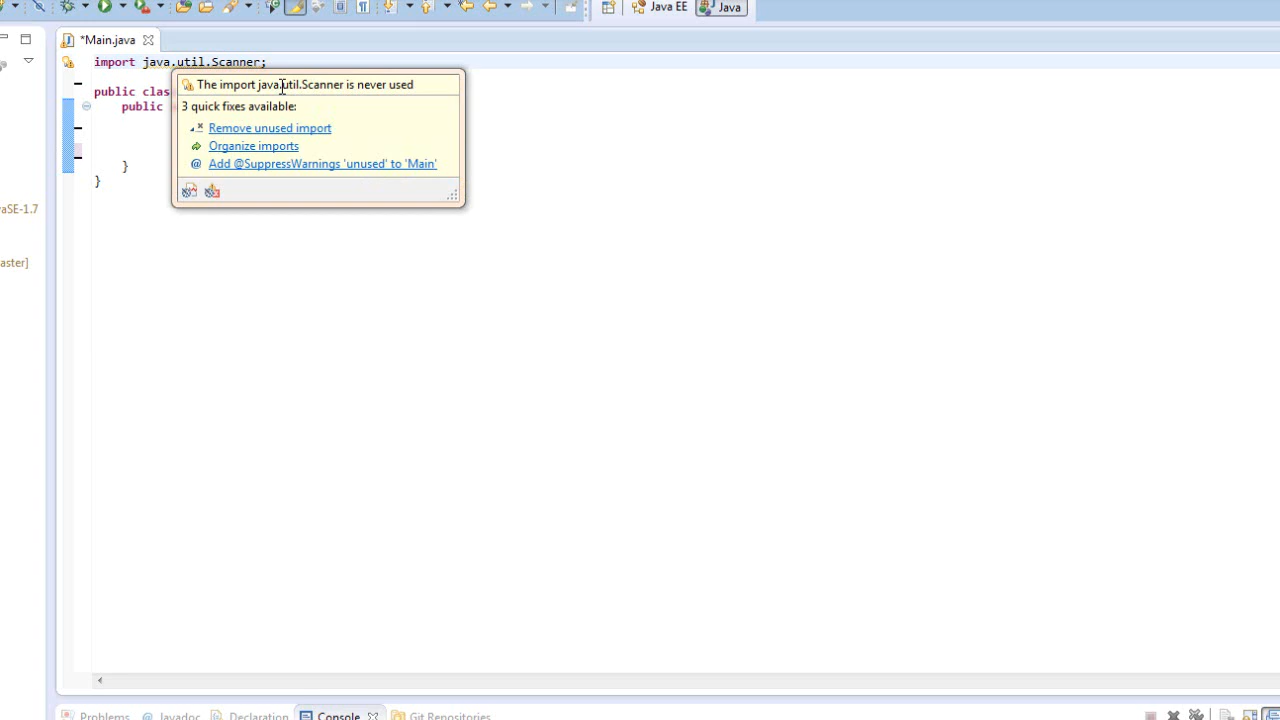 Java EE
Java
*Main.java
import java.util.Scanner;
The import java.util.Scanner is never used
public clas
3 quick fixes available:
public
Remove unused import
Organize imports
Add @SuppressWarnings 'unused' to 'Main'
}
}
aSE-1.7
aster]
Problems
@ Javadoc
Declaration
Console
Git Repositories